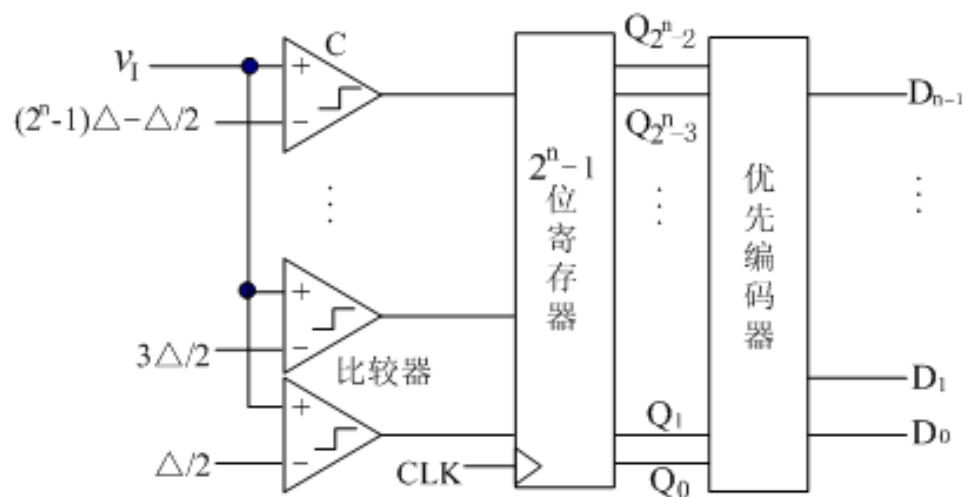 C
v_I
(2^n-1)△−△/2
3△/2
比较器
△/2
CLK
2^n−1
位寄存器
Q_{2^n−2}
Q_{2^n−3}
Q_1
Q_0
优先编码器
D_{n−1}
D_1
D_0